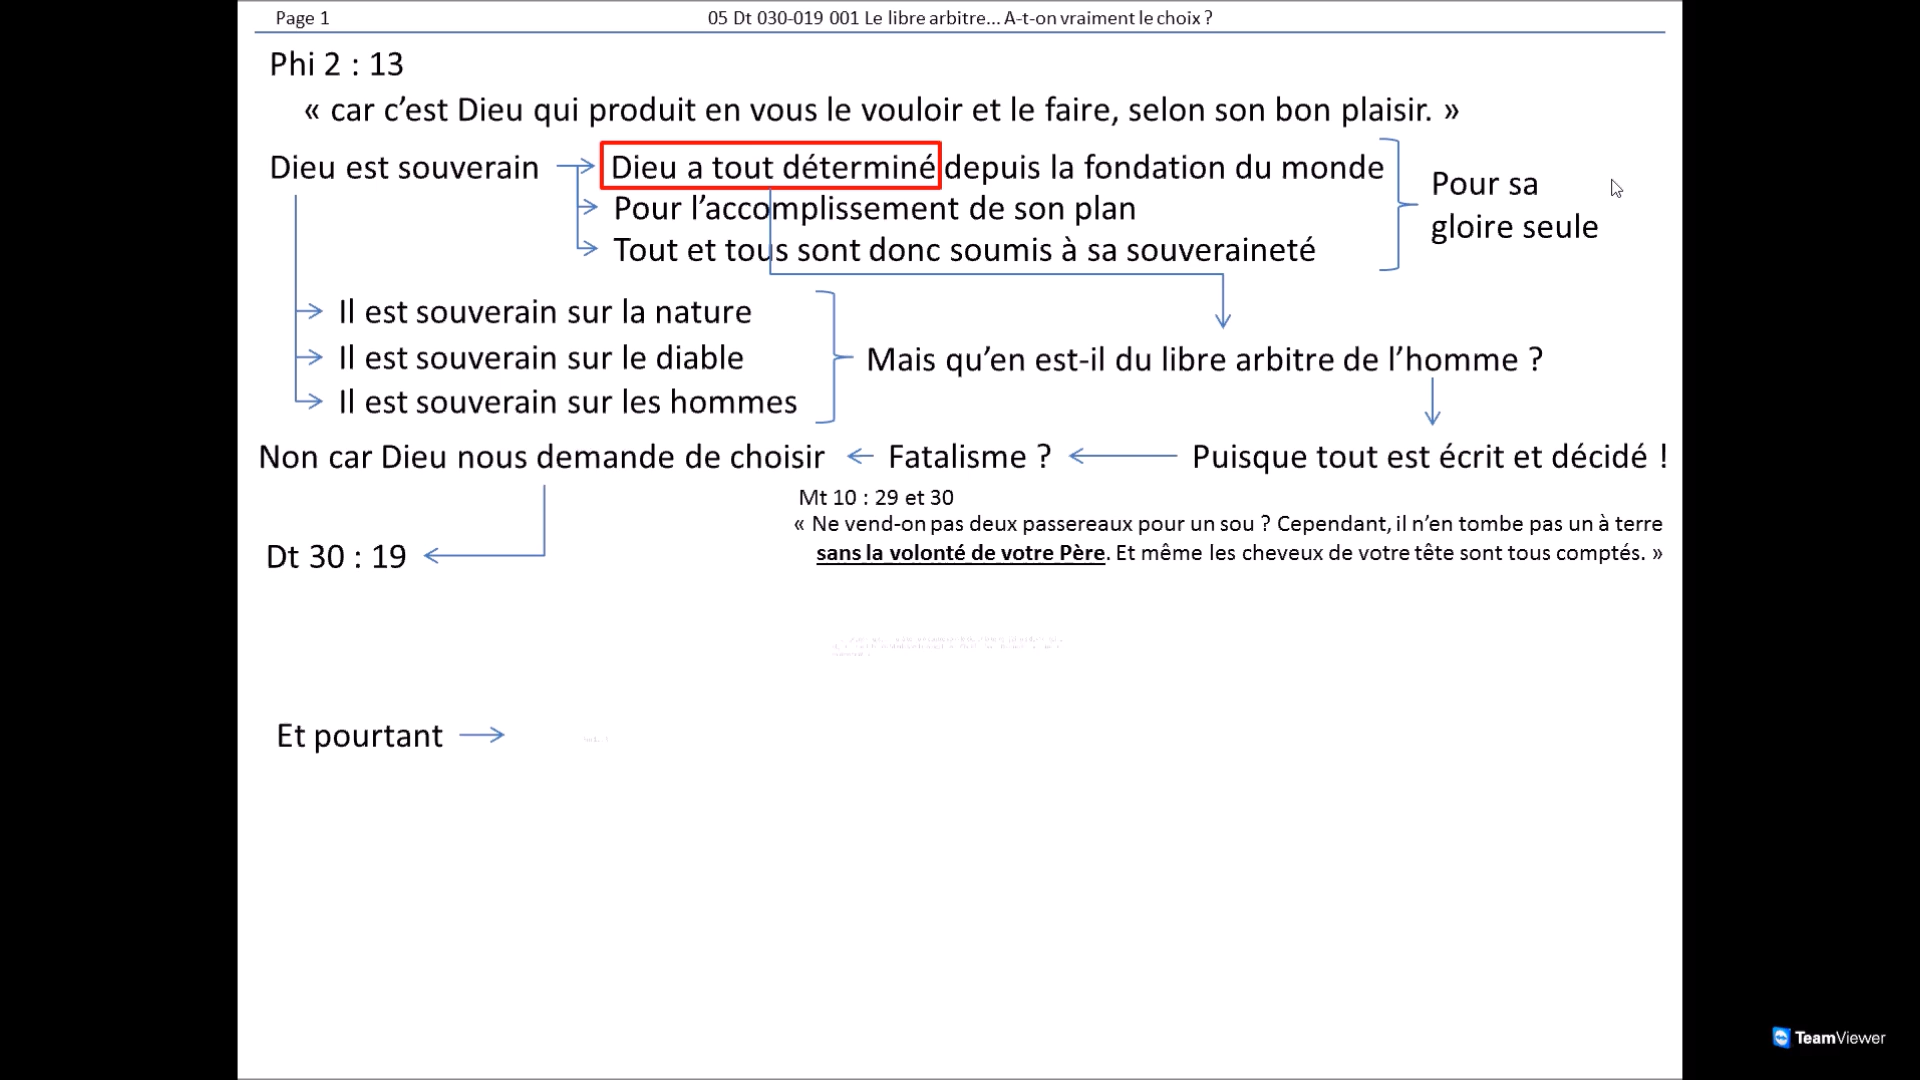 Page 1
05 Dt 030-019 001 Le libre arbitre... A-t-on vraiment le choix ?
Phi 2 : 13
« car c’est Dieu qui produit en vous le vouloir et le faire, selon son bon plaisir. »
Dieu est souverain
Dieu a tout déterminé depuis la fondation du monde
Pour l’accomplissement de son plan
Tout et tous sont donc soumis à sa souveraineté
Pour sa
gloire seule
Il est souverain sur la nature
Il est souverain sur le diable
Il est souverain sur les hommes
Mais qu’en est-il du libre arbitre de l’homme ?
Puisque tout est écrit et décidé !
Fatalisme ?
Non car Dieu nous demande de choisir
Mt 10 : 29 et 30
« Ne vend-on pas deux passereaux pour un sou ? Cependant, il n’en tombe pas un à terre
sans la volonté de votre Père. Et même les cheveux de votre tête sont tous comptés. »
Dt 30 : 19
Et pourtant
TeamViewer